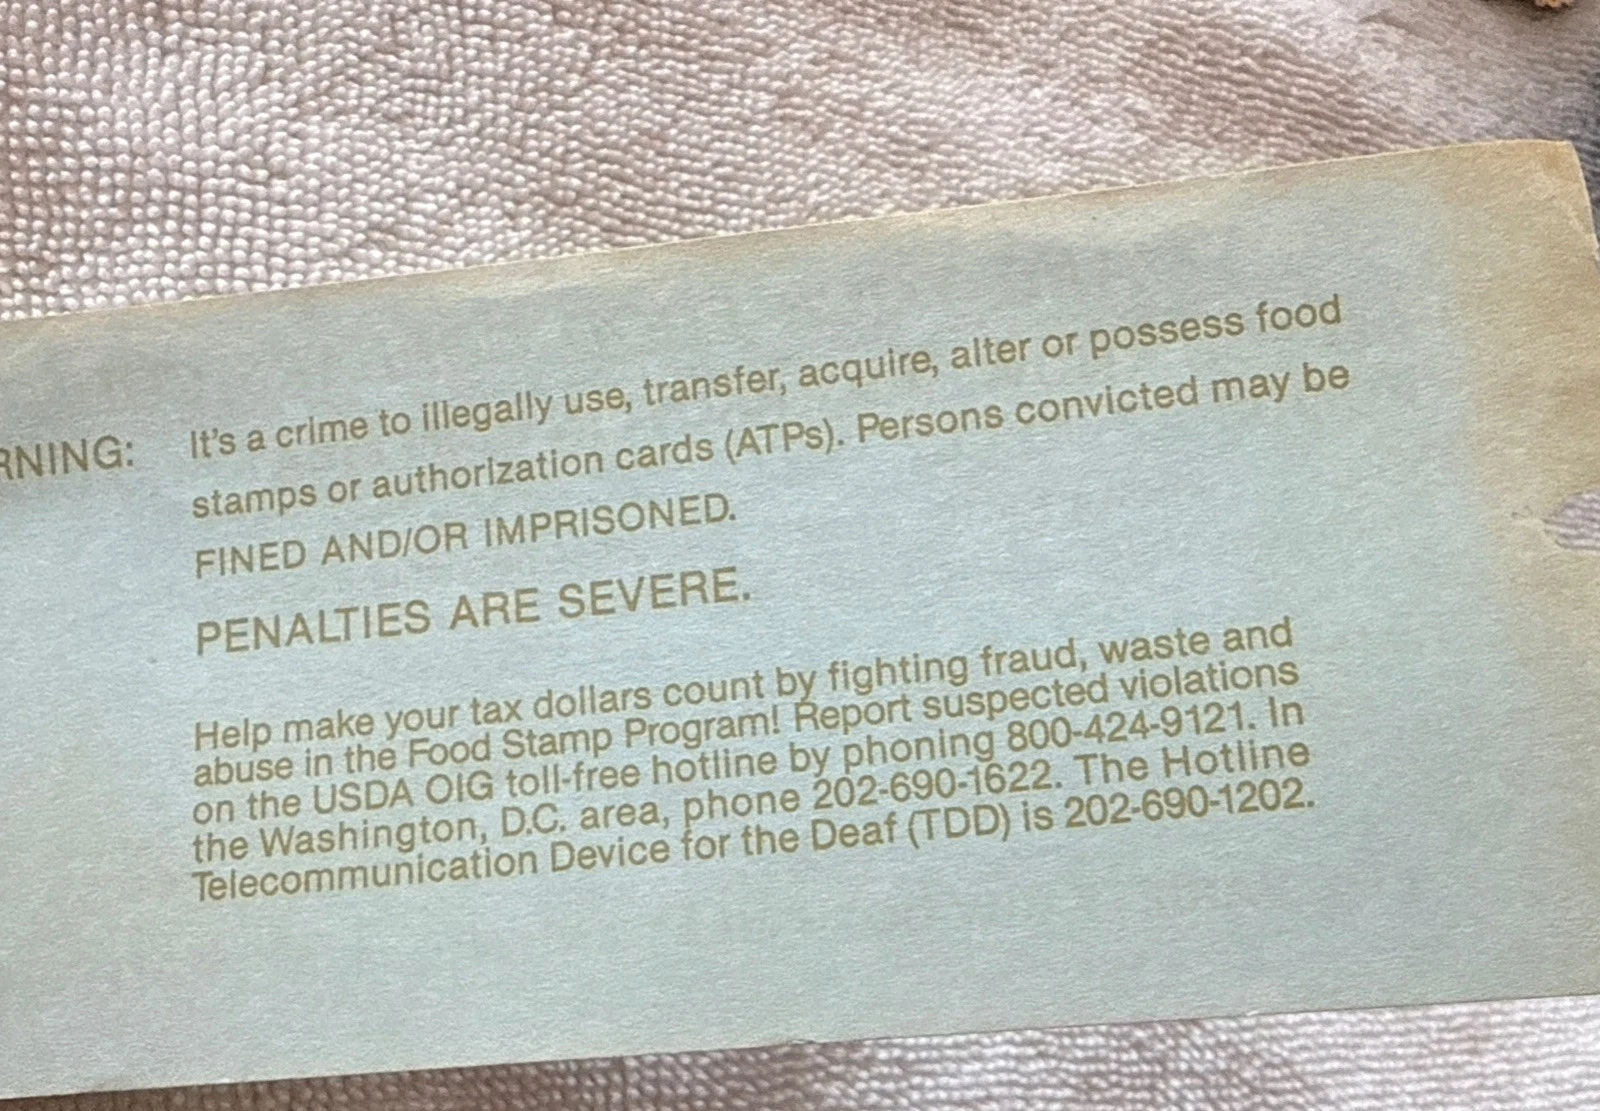 RNING: It's a crime to illegally use, transfer, acquire, alter or possess food
stamps or authorization cards (ATPs). Persons convicted may be
FINED AND/OR IMPRISONED.
PENALTIES ARE SEVERE.
Help make your tax dollars count by fighting fraud, waste and
abuse in the Food Stamp Program! Report suspected violations
on the USDA OIG toll-free hotline by phoning 800-424-9121. In
the Washington, D.C. area, phone 202-690-1622. The Hotline
Telecommunication Device for the Deaf (TDD) is 202-690-1202.